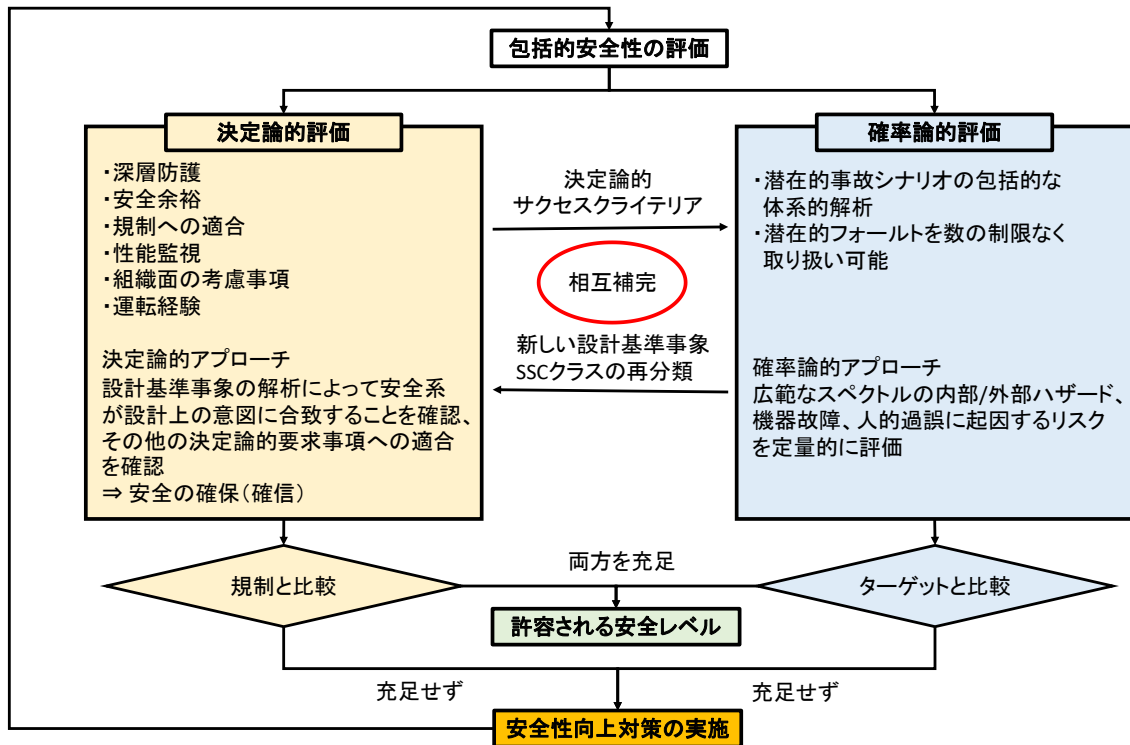 包括的安全性の評価
決定論的評価
・深層防護
・安全余裕
・規制への適合
・性能監視
・組織面の考慮事項
・運転経験
決定論的アプローチ
設計基準事象の解析によって安全系
が設計上の意図に合致することを確認、
その他の決定論的要求事項への適合
を確認
⇒ 安全の確保(確信)
決定論的
サクセスクライテリア
相互補完
新しい設計基準事象
SSCクラスの再分類
確率論的評価
・潜在的事故シナリオの包括的な
体系的解析
・潜在的フォールトを数の制限なく
取り扱い可能
確率論的アプローチ
広範なスペクトルの内部/外部ハザード、
機器故障、人的過誤に起因するリスク
を定量的に評価
規制と比較
両方を充足
ターゲットと比較
許容される安全レベル
充足せず
充足せず
安全性向上対策の実施